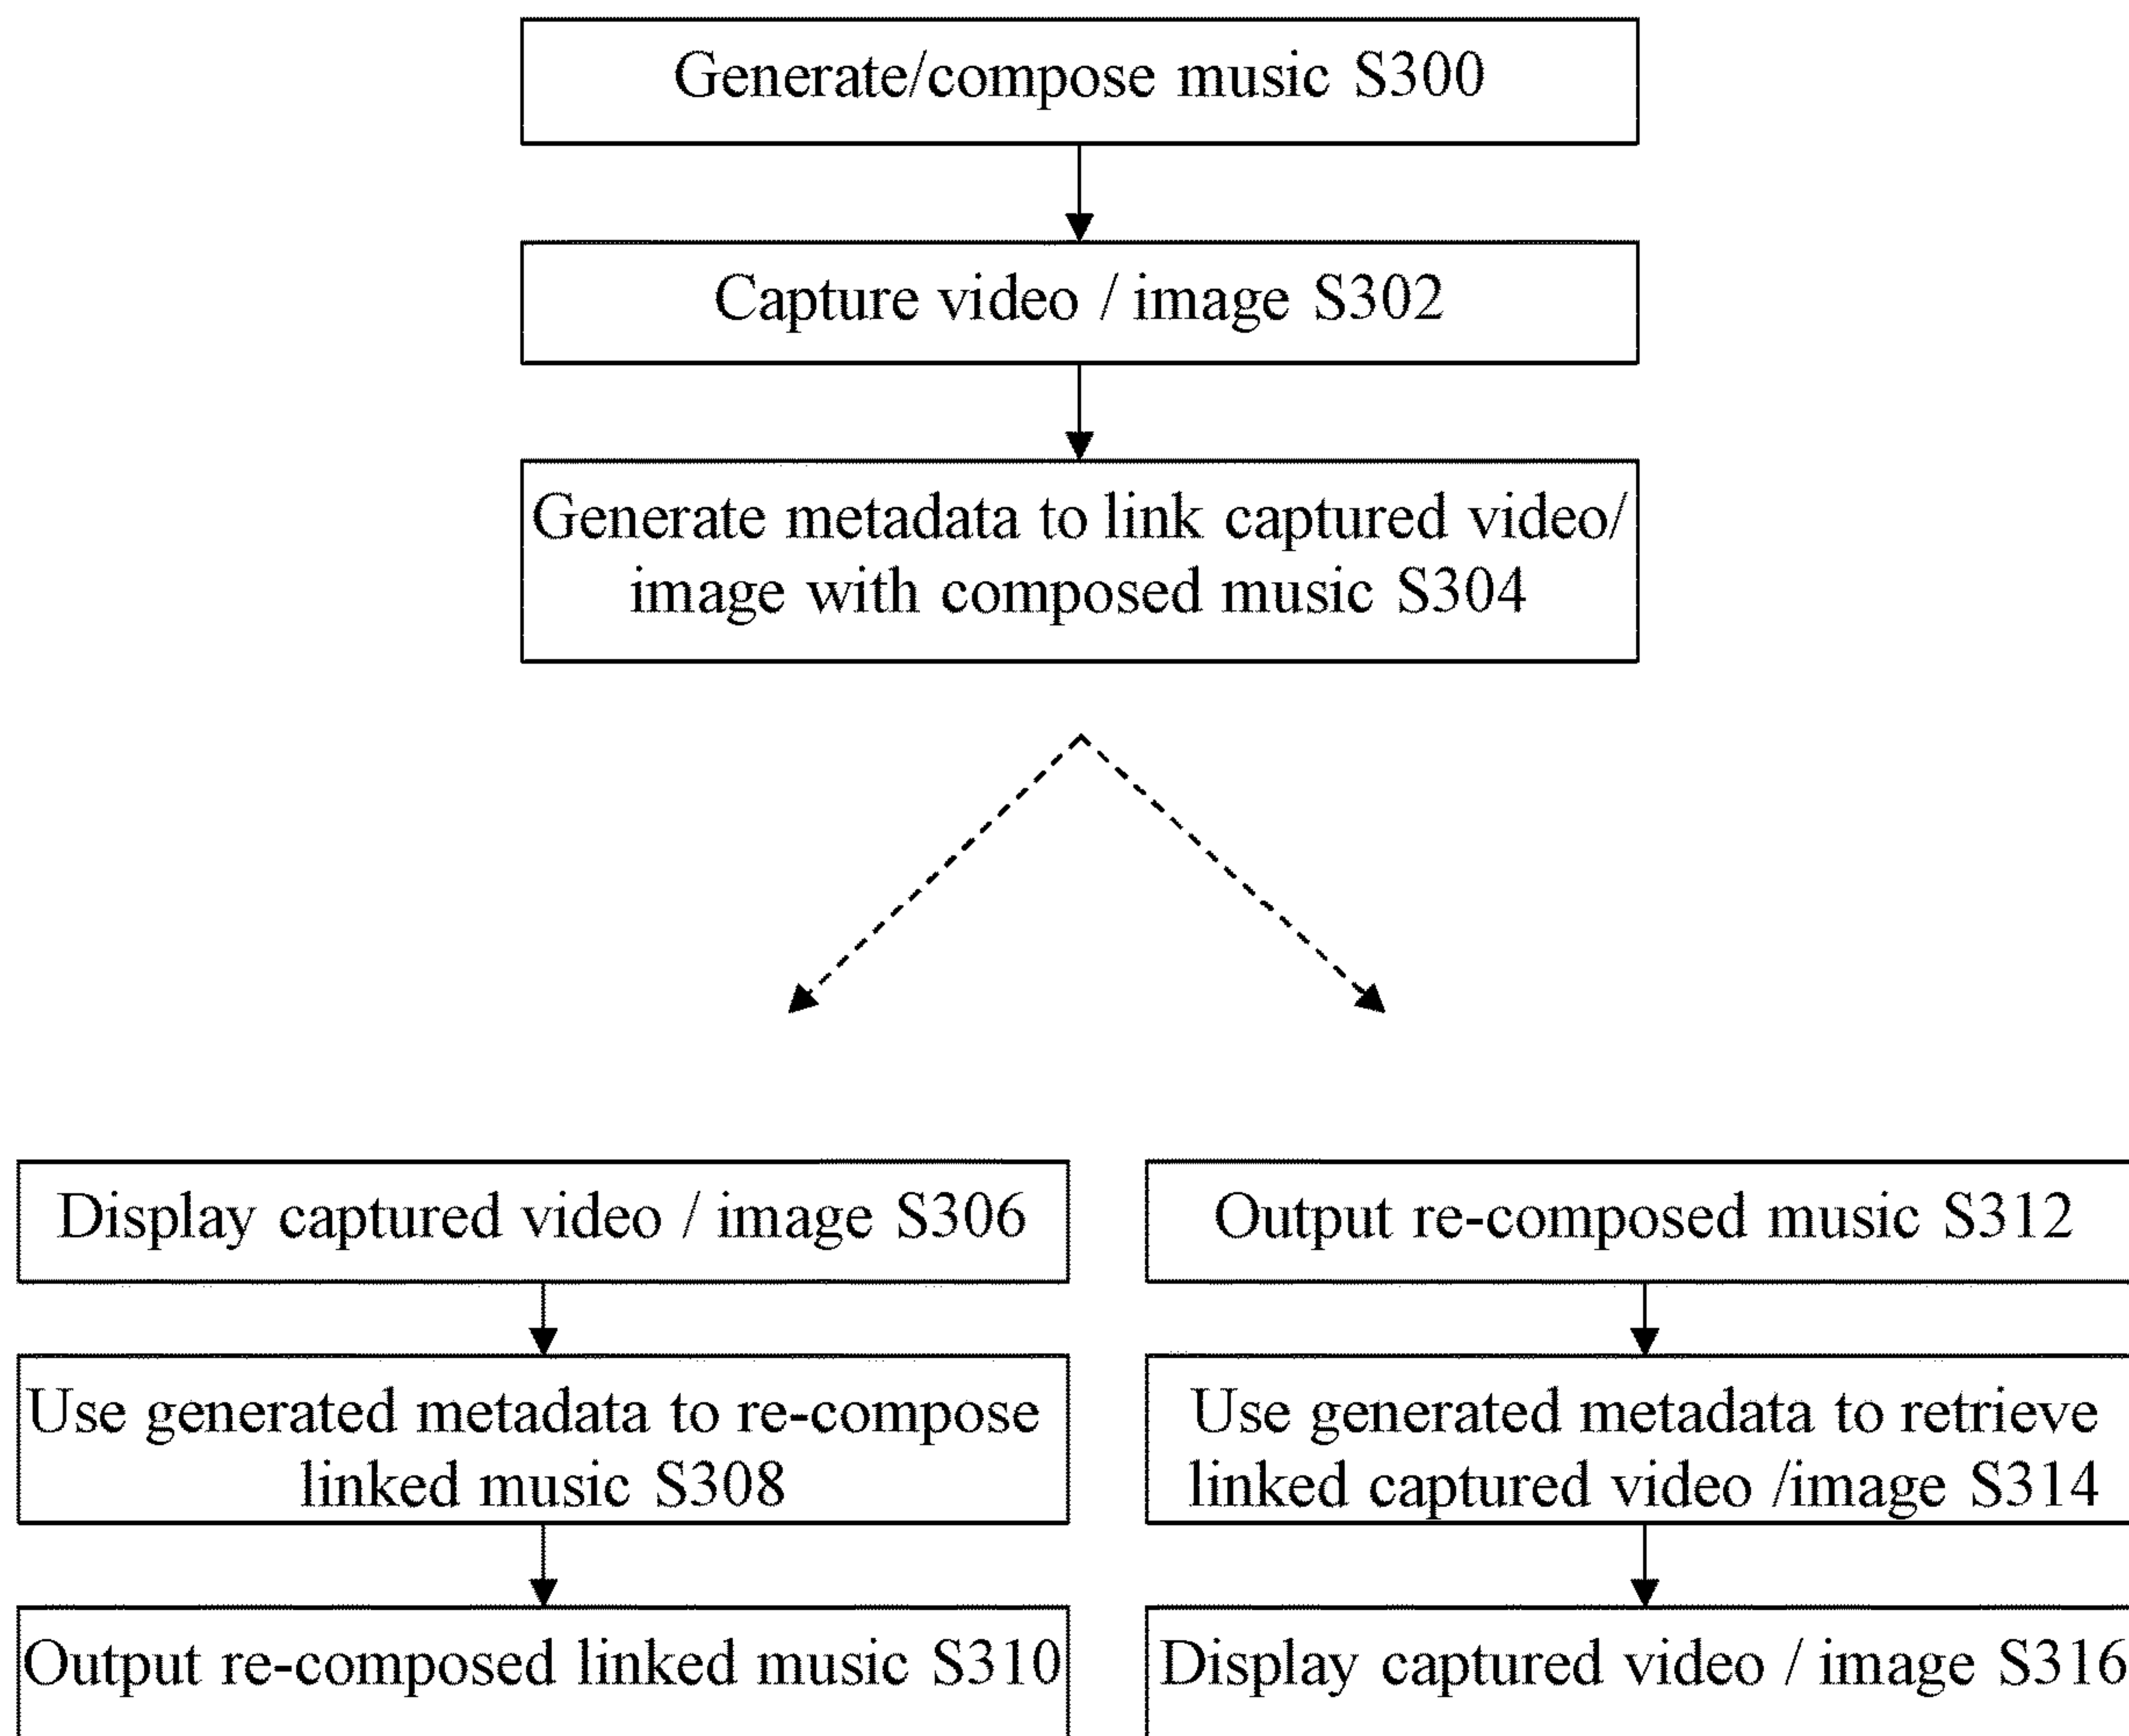 Generate/compose music S300
Capture video / image S302
Generate metadata to link captured video/
image with composed music S304
Display captured video / image S306
Use generated metadata to re-compose
linked music S308
Output re-composed linked music S310
Output re-composed music S312
Use generated metadata to retrieve
linked captured video /image S314
Display captured video / image S316